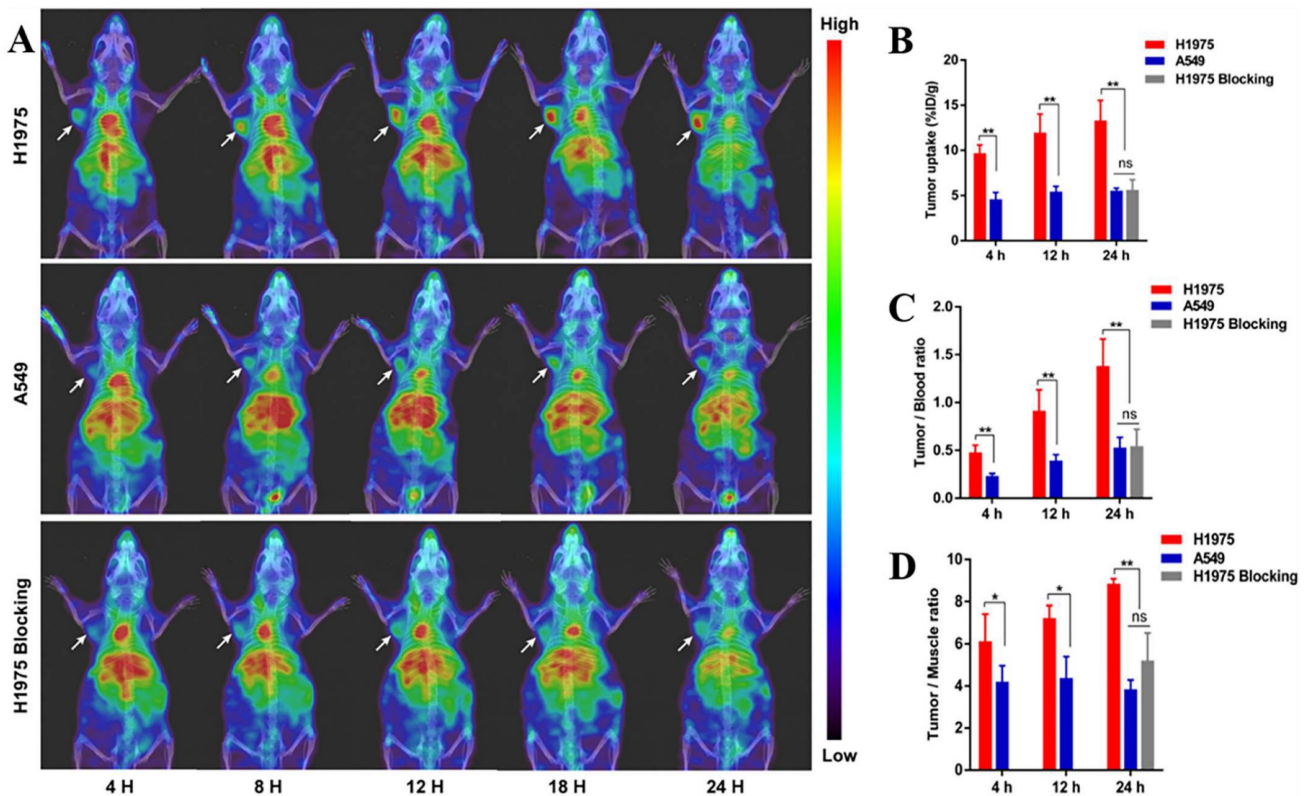 A
H1975
A549
H1975 Blocking
4 H 8 H 12 H 18 H 24 H
High
Low
B
H1975
A549
H1975 Blocking
Tumor uptake (%ID/g)
20
15
10
5
0
** ** **
ns
4 h 12 h 24 h
C
H1975
A549
H1975 Blocking
Tumor / Blood ratio
2.0
1.5
1.0
0.5
0.0
** ** **
ns
4 h 12 h 24 h
D
H1975
A549
H1975 Blocking
Tumor / Muscle ratio
10
8
6
4
2
0
* * **
ns
4 h 12 h 24 h